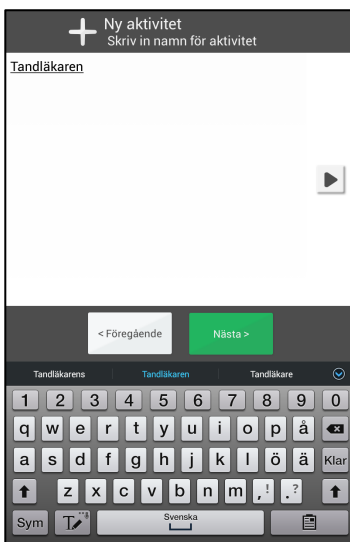 Ny aktivitet
Skriv in namn för aktivitet
Tandläkaren
< Föregående
Nästa >
Tandläkarens
Tandläkaren
Tandläkare
1 2 3 4 5 6 7 8 9 0
q w e r t y u i o p å
a s d f g h j k l ö ä Klar
z x c v b n m ,! .?
Sym T Svenska